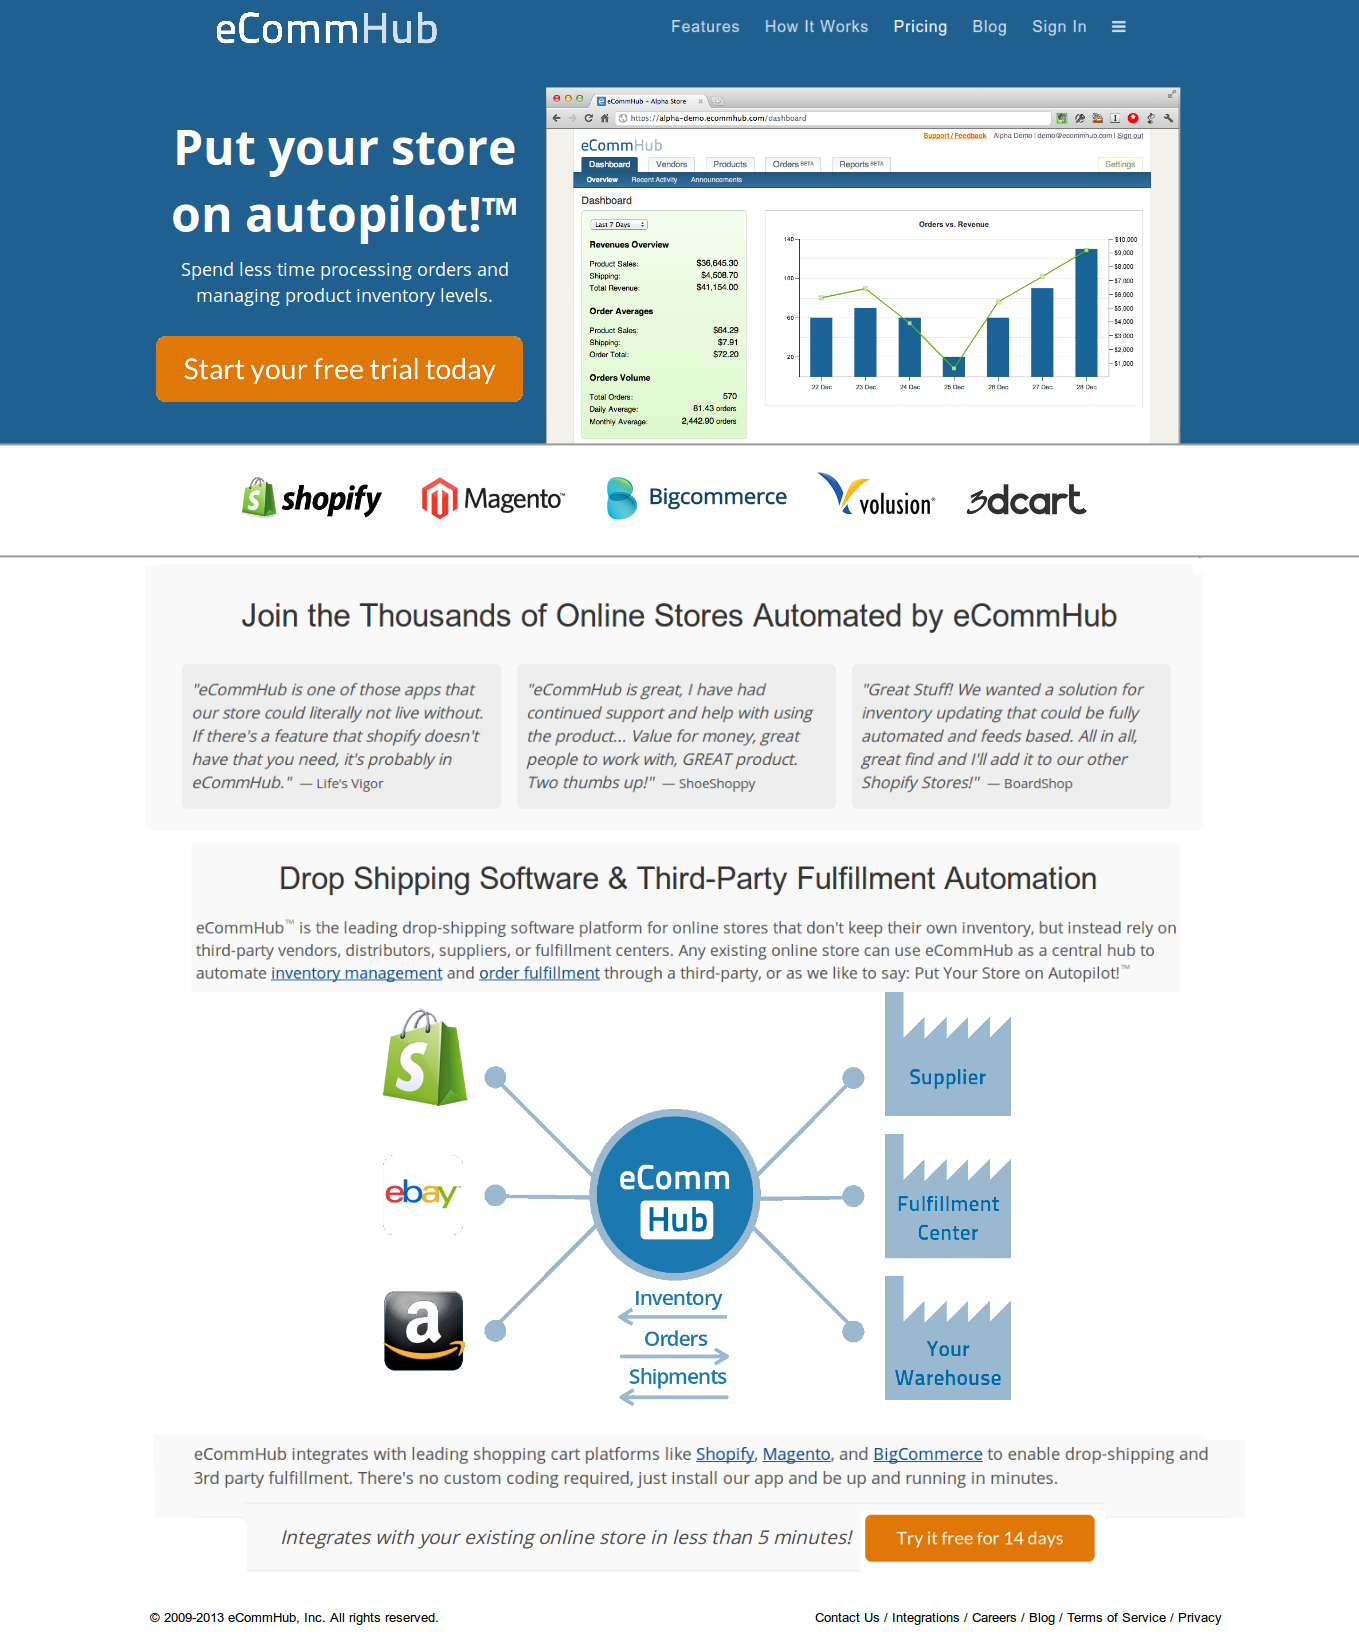 eCommHub
Features How It Works Pricing Blog Sign In
Put your store
on autopilot!™
Spend less time processing orders and
managing product inventory levels.
Start your free trial today
eCommHub – Alpha Store
https://alpha-demo.ecommhub.com/dashboard
Support / Feedback Alpha Demo | demo@ecommhub.com | Sign out
eCommHub
Dashboard Vendors Products Orders BETA Reports BETA Settings
Overview Recent Activity Announcements
Dashboard
Last 7 Days
Revenues Overview
Product Sales: $36,645.30
Shipping: $4,508.70
Total Revenue: $41,154.00
Order Averages
Product Sales: $64.29
Shipping: $7.91
Order Total: $72.20
Orders Volume
Total Orders: 570
Daily Average: 81.43 orders
Monthly Average: 2,442.90 orders
Orders vs. Revenue
140
100
60
20
$10,000
$9,000
$8,000
$7,000
$6,000
$5,000
$4,000
$3,000
$2,000
$1,000
22 Dec 23 Dec 24 Dec 25 Dec 26 Dec 27 Dec 28 Dec
shopify Magento™ Bigcommerce volusion® 3dcart
Join the Thousands of Online Stores Automated by eCommHub
"eCommHub is one of those apps that
our store could literally not live without.
If there's a feature that shopify doesn't
have that you need, it's probably in
eCommHub." — Life's Vigor
"eCommHub is great, I have had
continued support and help with using
the product... Value for money, great
people to work with, GREAT product.
Two thumbs up!" — ShoeShoppy
"Great Stuff! We wanted a solution for
inventory updating that could be fully
automated and feeds based. All in all,
great find and I'll add it to our other
Shopify Stores!" — BoardShop
Drop Shipping Software & Third-Party Fulfillment Automation
eCommHub™ is the leading drop-shipping software platform for online stores that don't keep their own inventory, but instead rely on
third-party vendors, distributors, suppliers, or fulfillment centers. Any existing online store can use eCommHub as a central hub to
automate inventory management and order fulfillment through a third-party, or as we like to say: Put Your Store on Autopilot!™
S
ebay™
a
eComm
Hub
Inventory
Orders
Shipments
Supplier
Fulfillment
Center
Your
Warehouse
eCommHub integrates with leading shopping cart platforms like Shopify, Magento, and BigCommerce to enable drop-shipping and
3rd party fulfillment. There's no custom coding required, just install our app and be up and running in minutes.
Integrates with your existing online store in less than 5 minutes!
Try it free for 14 days
© 2009-2013 eCommHub, Inc. All rights reserved.
Contact Us / Integrations / Careers / Blog / Terms of Service / Privacy